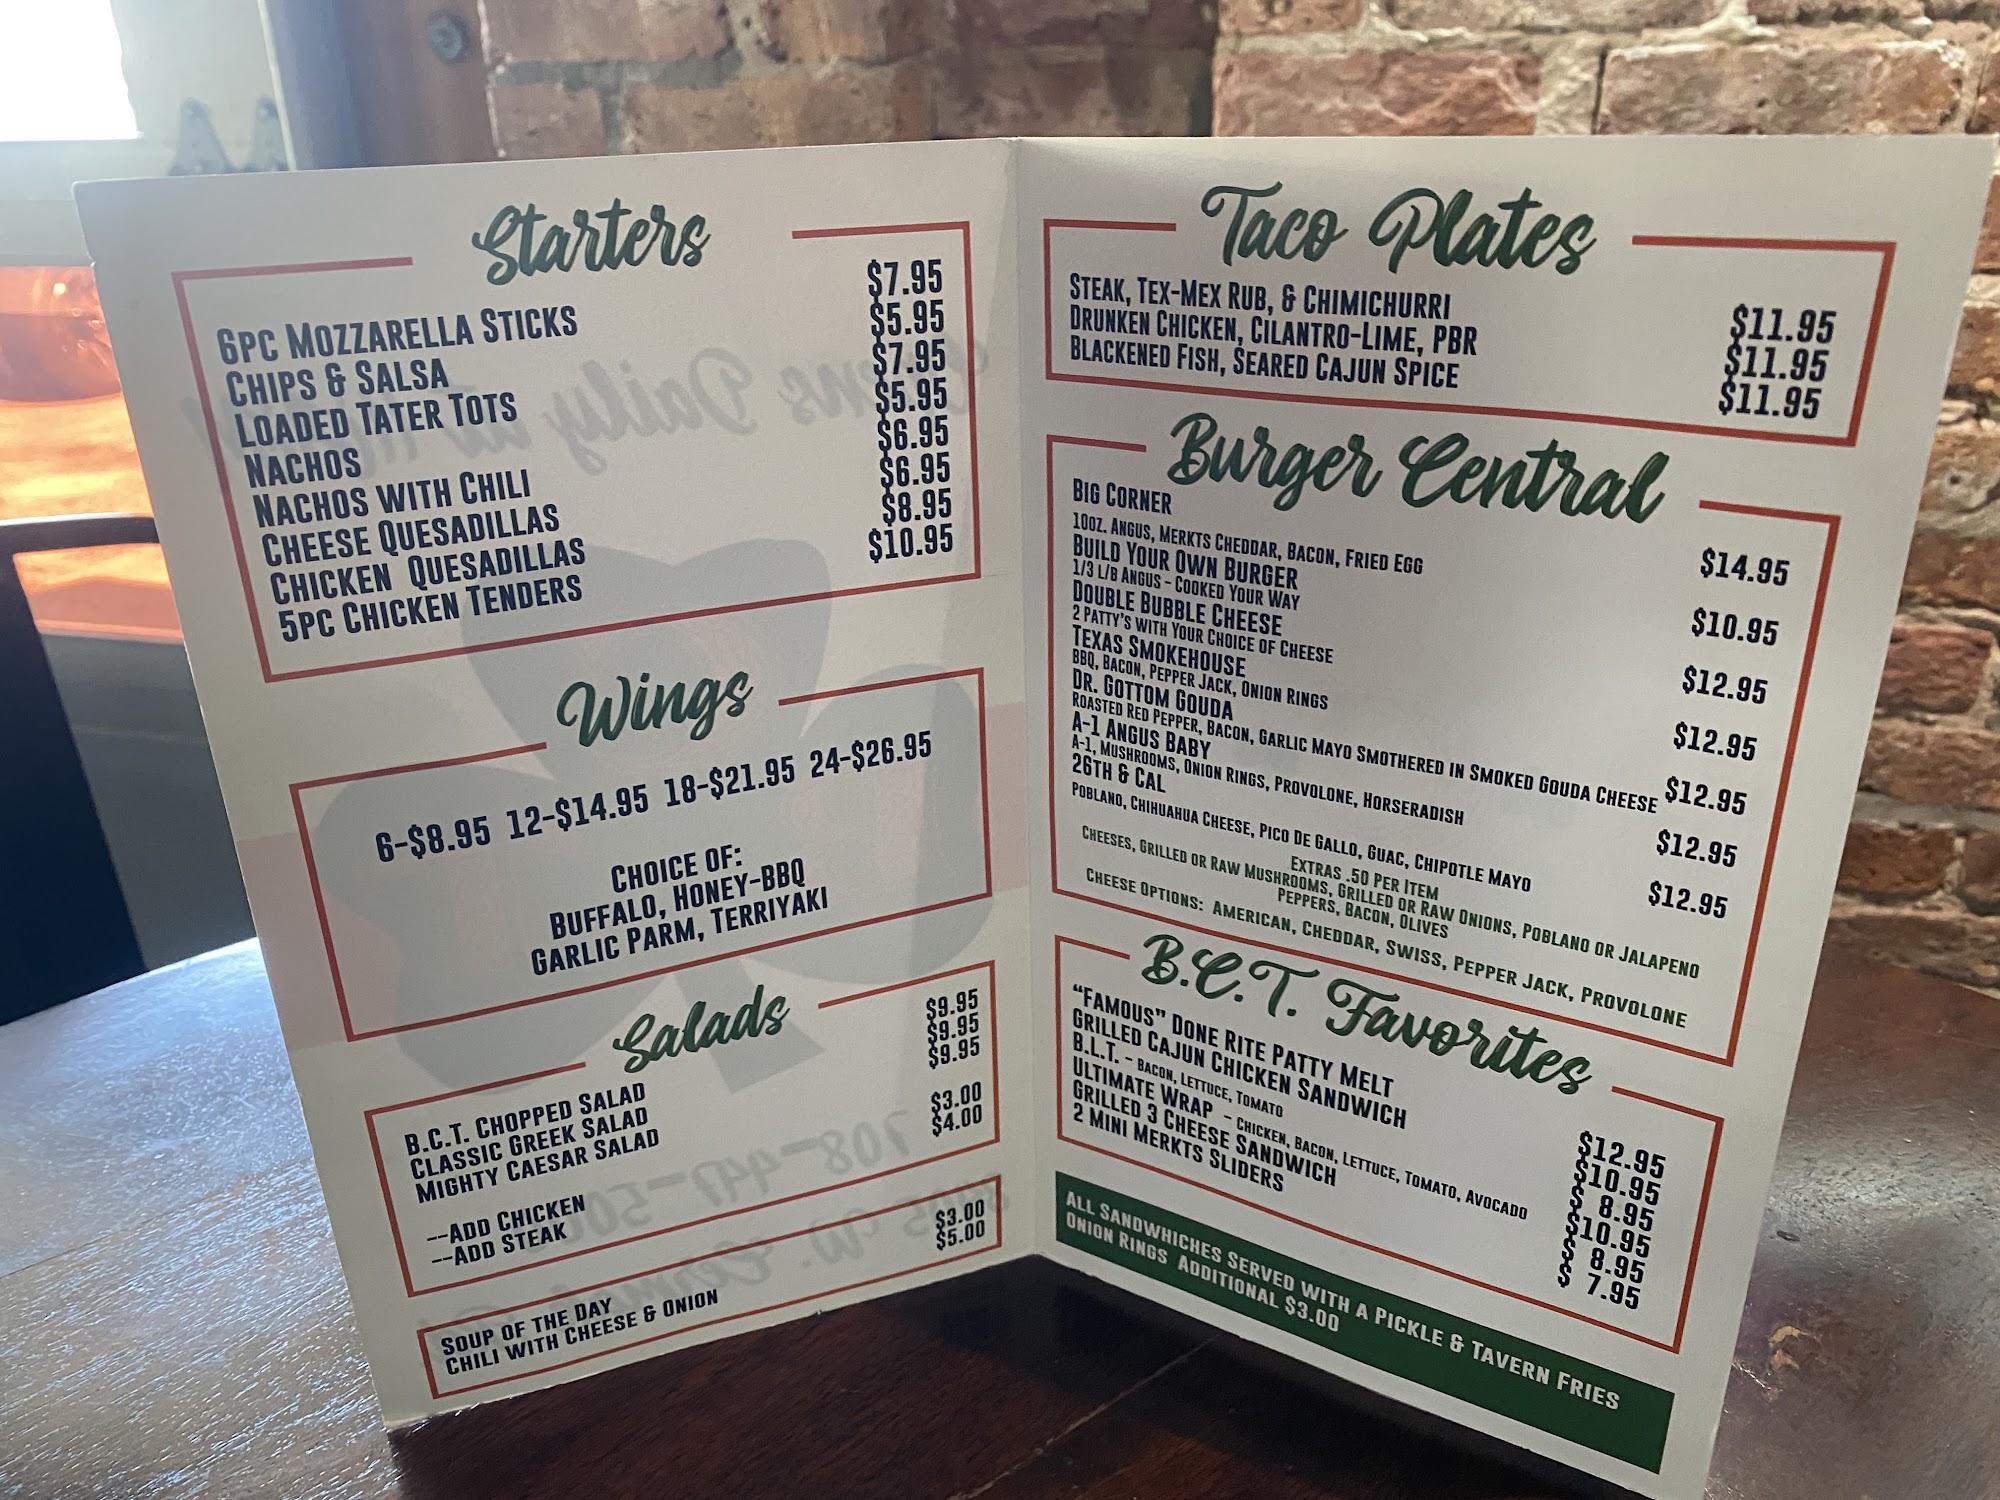 Starters
6pc Mozzarella Sticks $7.95
Chips & Salsa $5.95
Loaded Tater Tots $7.95
Nachos $5.95
Nachos with Chili $6.95
Cheese Quesadillas $6.95
Chicken Quesadillas $8.95
5pc Chicken Tenders $10.95
Wings
6-$8.95 12-$14.95 18-$21.95 24-$26.95
Choice of:
Buffalo, Honey-BBQ
Garlic Parm, Terriyaki
Salads
B.C.T. Chopped Salad $9.95
Classic Greek Salad $9.95
Mighty Caesar Salad $9.95
--Add Chicken $3.00
--Add Steak $4.00
Soup of the Day $3.00
Chili with Cheese & Onion $5.00
Taco Plates
Steak, Tex-Mex Rub, & Chimichurri $11.95
Drunken Chicken, Cilantro-Lime, PBR $11.95
Blackened Fish, Seared Cajun Spice $11.95
Burger Central
Big Corner
10oz. Angus, Merkts Cheddar, Bacon, Fried Egg $14.95
Build Your Own Burger
1/3 L/B Angus - Cooked Your Way $10.95
Double Bubble Cheese
2 Patty's with Your Choice of Cheese $12.95
Texas Smokehouse
BBQ, Bacon, Pepper Jack, Onion Rings $12.95
Dr. Gottom Gouda
Roasted Red Pepper, Bacon, Garlic Mayo Smothered in Smoked Gouda Cheese $12.95
A-1 Angus Baby
A-1, Mushrooms, Onion Rings, Provolone, Horseradish $12.95
26th & Cal
Poblano, Chihuahua Cheese, Pico De Gallo, Guac, Chipotle Mayo $12.95
Extras .50 Per Item
Cheeses, Grilled or Raw Mushrooms, Grilled or Raw Onions, Poblano or Jalapeno
Peppers, Bacon, Olives
Cheese Options: American, Cheddar, Swiss, Pepper Jack, Provolone
B.C.T. Favorites
"Famous" Done Rite Patty Melt $12.95
Grilled Cajun Chicken Sandwich $10.95
B.L.T. - Bacon, Lettuce, Tomato $ 8.95
Ultimate Wrap - Chicken, Bacon, Lettuce, Tomato, Avocado $10.95
Grilled 3 Cheese Sandwich $ 8.95
2 Mini Merkts Sliders $ 7.95
All Sandwhiches Served with a Pickle & Tavern Fries
Onion Rings Additional $3.00